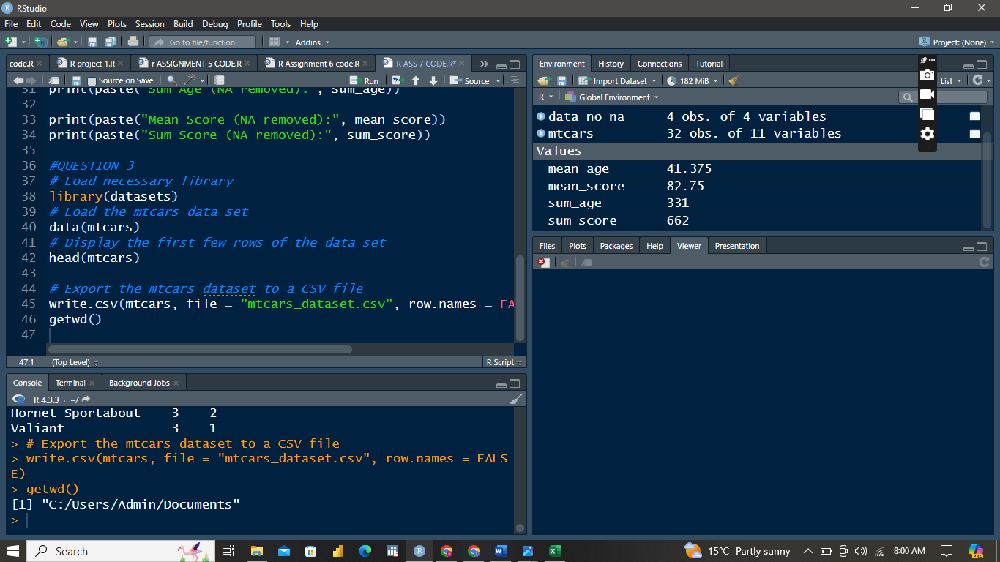 RStudio
File Edit Code View Plots Session Build Debug Profile Tools Help
Go to file/function Addins Project: (None)
code.R R project 1.R r ASSIGNMENT 5 CODE.R R Assignment 6 code.R R ASS 7 CODE.R*
Source on Save Run Source
31 print(paste("Sum Age (NA removed):", sum_age))
32
33 print(paste("Mean Score (NA removed):", mean_score))
34 print(paste("Sum Score (NA removed):", sum_score))
35
36 #QUESTION 3
37 # Load necessary library
38 library(datasets)
39 # Load the mtcars data set
40 data(mtcars)
41 # Display the first few rows of the data set
42 head(mtcars)
43
44 # Export the mtcars dataset to a CSV file
45 write.csv(mtcars, file = "mtcars_dataset.csv", row.names = FA
46 getwd()
47
47:1 (Top Level) R Script
Console Terminal Background Jobs
R 4.3.3 . ~/
Hornet Sportabout 3 2
Valiant 3 1
> # Export the mtcars dataset to a CSV file
> write.csv(mtcars, file = "mtcars_dataset.csv", row.names = FALS
E)
> getwd()
[1] "C:/Users/Admin/Documents"
>
Environment History Connections Tutorial
Import Dataset 182 MiB List
R Global Environment
data_no_na 4 obs. of 4 variables
mtcars 32 obs. of 11 variables
Values
mean_age 41.375
mean_score 82.75
sum_age 331
sum_score 662
Files Plots Packages Help Viewer Presentation
Search 15°C Partly sunny 8:00 AM
PRE